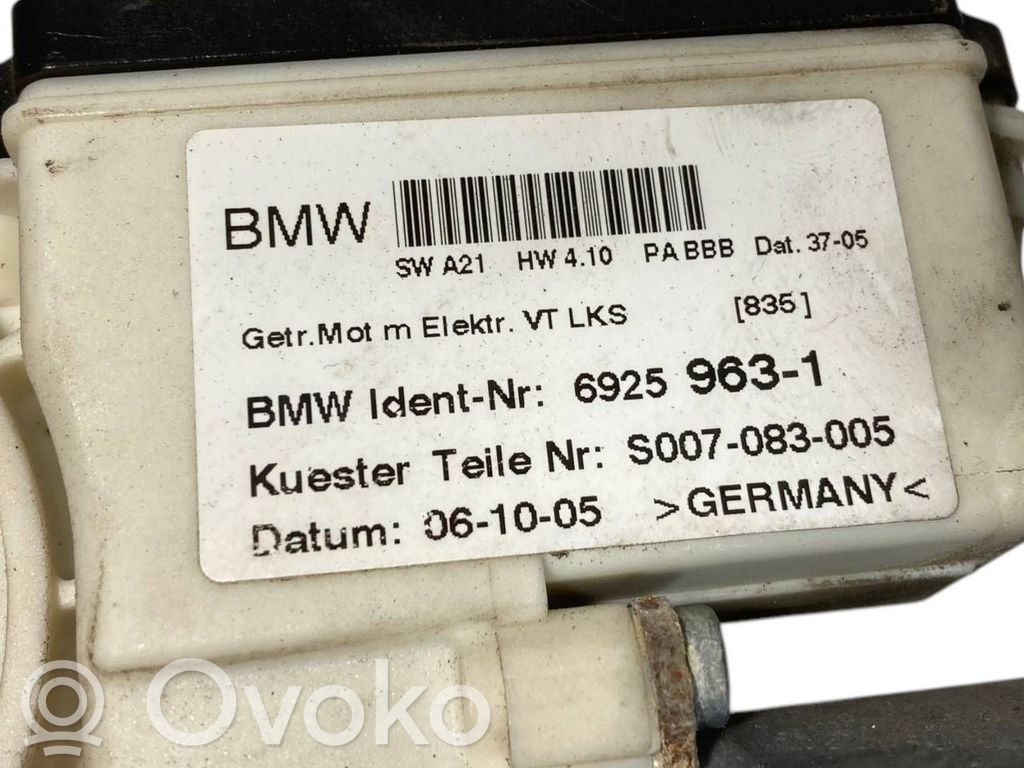 BMW
SW A21 HW 4.10 PA BBB Dat. 37-05
Getr.Mot m Elektr. VT LKS [835]
BMW Ident-Nr: 6925 963-1
Kuester Teile Nr: S007-083-005
Datum: 06-10-05 >GERMANY<
Ovoko